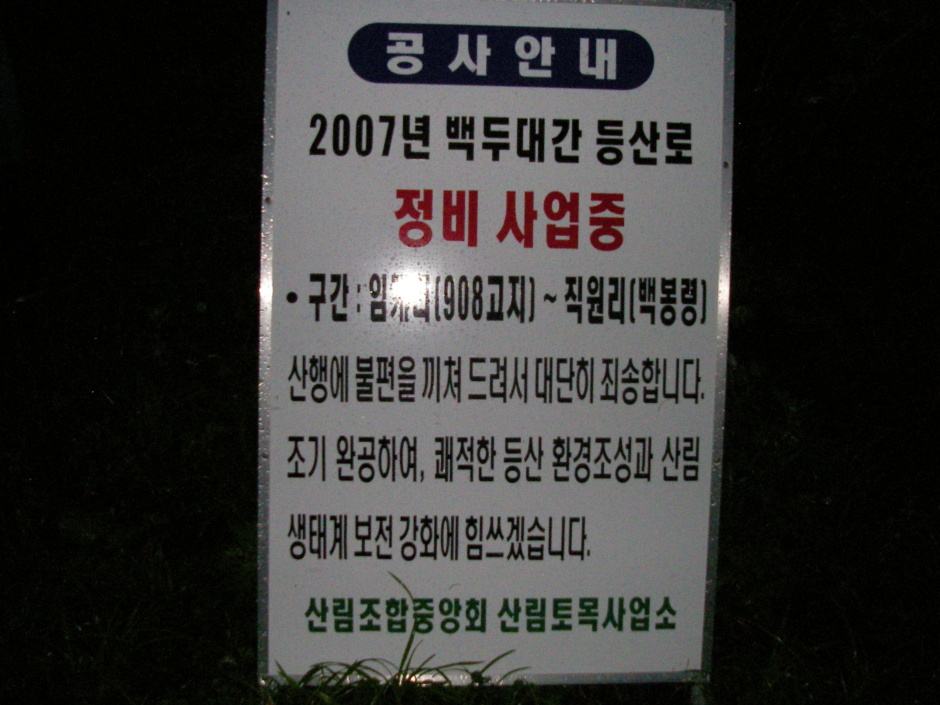 공사안내
2007년 백두대간 등산로
정비 사업중
• 구간 : 임계리(908고지) ~ 직원리(백봉령)
산행에 불편을 끼쳐 드려서 대단히 죄송합니다.
조기 완공하여, 쾌적한 등산 환경조성과 산림
생태계 보전 강화에 힘쓰겠습니다.
산림조합중앙회 산림토목사업소